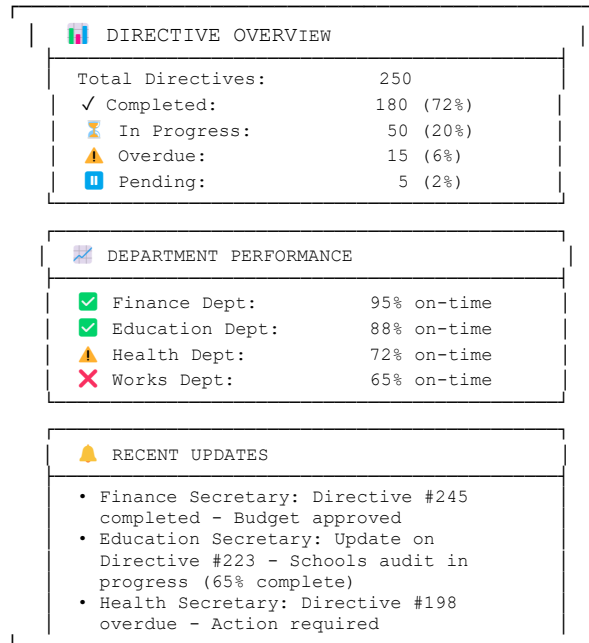 📊 DIRECTIVE OVERVIEW
Total Directives: 250
✓ Completed: 180 (72%)
⏳ In Progress: 50 (20%)
⚠️ Overdue: 15 (6%)
⏸️ Pending: 5 (2%)
📈 DEPARTMENT PERFORMANCE
✅ Finance Dept: 95% on-time
✅ Education Dept: 88% on-time
⚠️ Health Dept: 72% on-time
❌ Works Dept: 65% on-time
🔔 RECENT UPDATES
• Finance Secretary: Directive #245
completed - Budget approved
• Education Secretary: Update on
Directive #223 - Schools audit in
progress (65% complete)
• Health Secretary: Directive #198
overdue - Action required